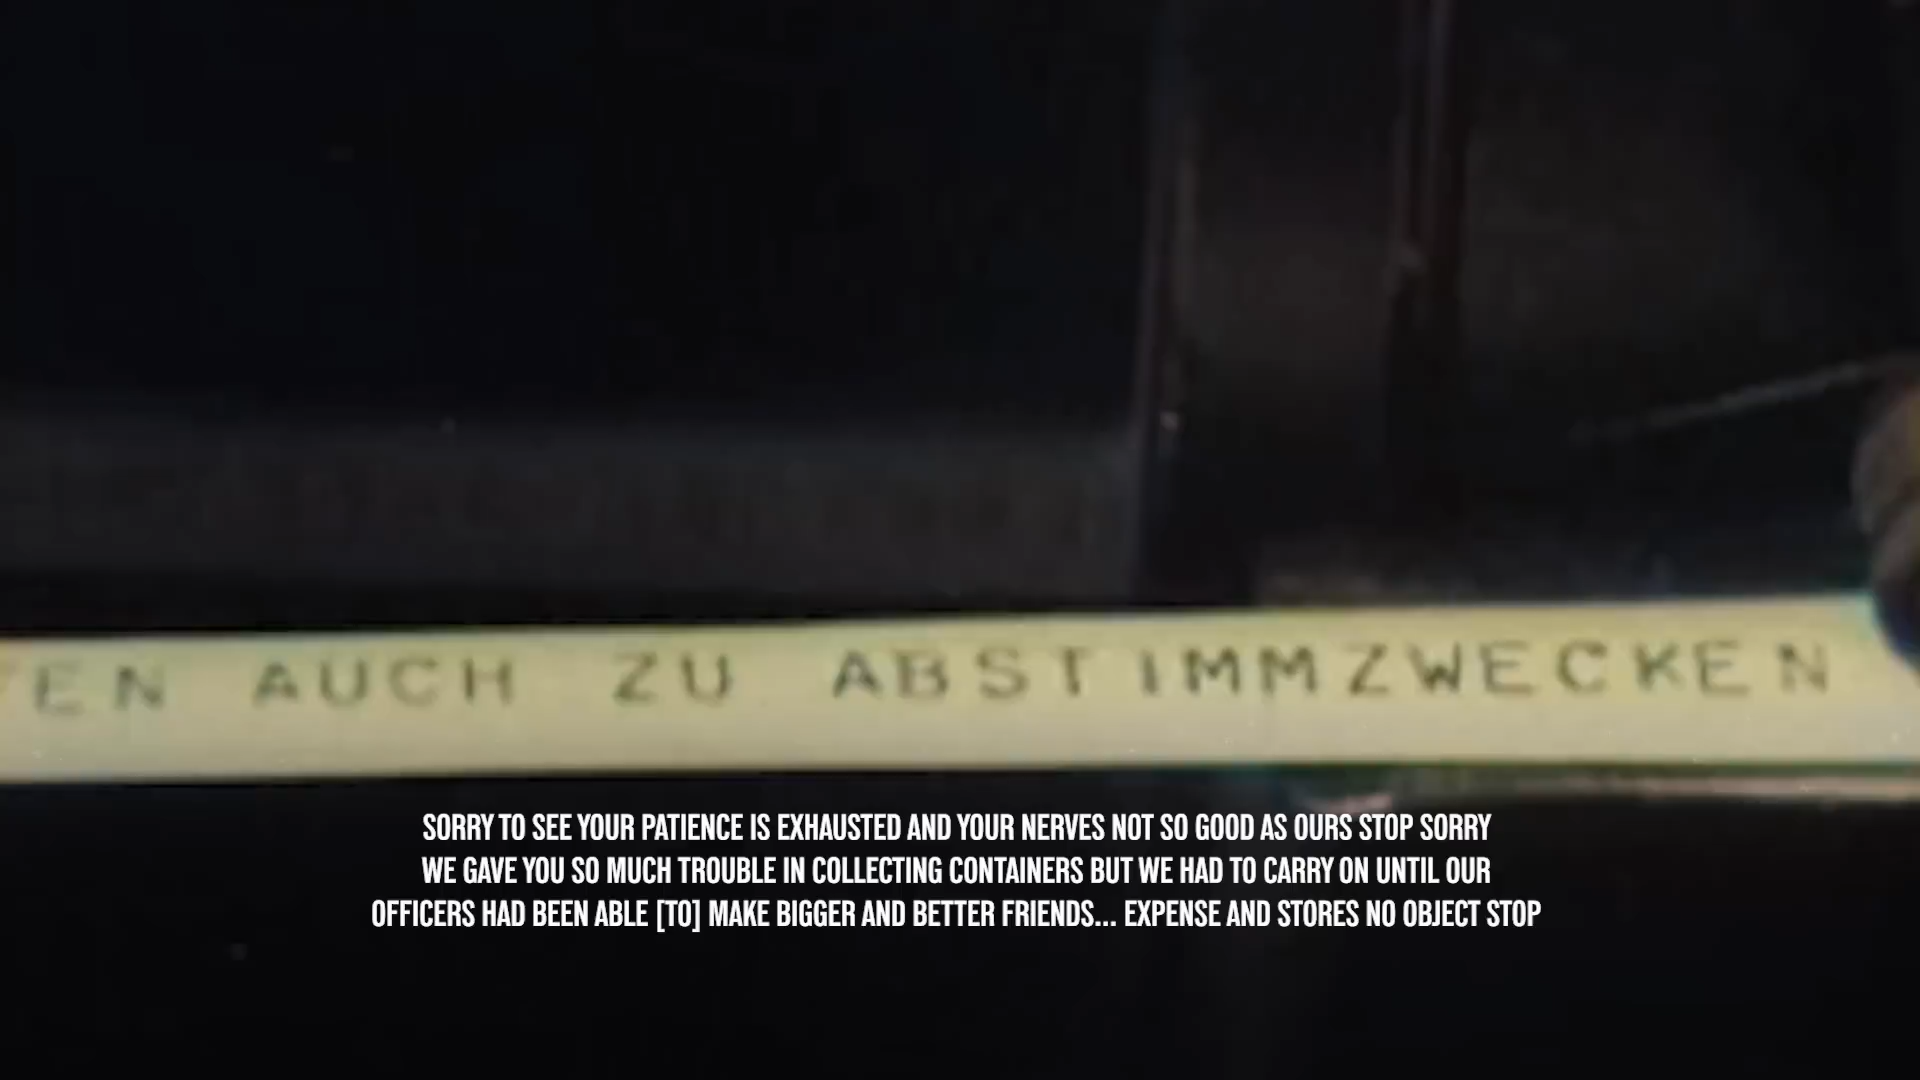 EN AUCH ZU ABSTIMMZWECKEN
SORRY TO SEE YOUR PATIENCE IS EXHAUSTED AND YOUR NERVES NOT SO GOOD AS OURS STOP SORRY
WE GAVE YOU SO MUCH TROUBLE IN COLLECTING CONTAINERS BUT WE HAD TO CARRY ON UNTIL OUR
OFFICERS HAD BEEN ABLE [TO] MAKE BIGGER AND BETTER FRIENDS... EXPENSE AND STORES NO OBJECT STOP